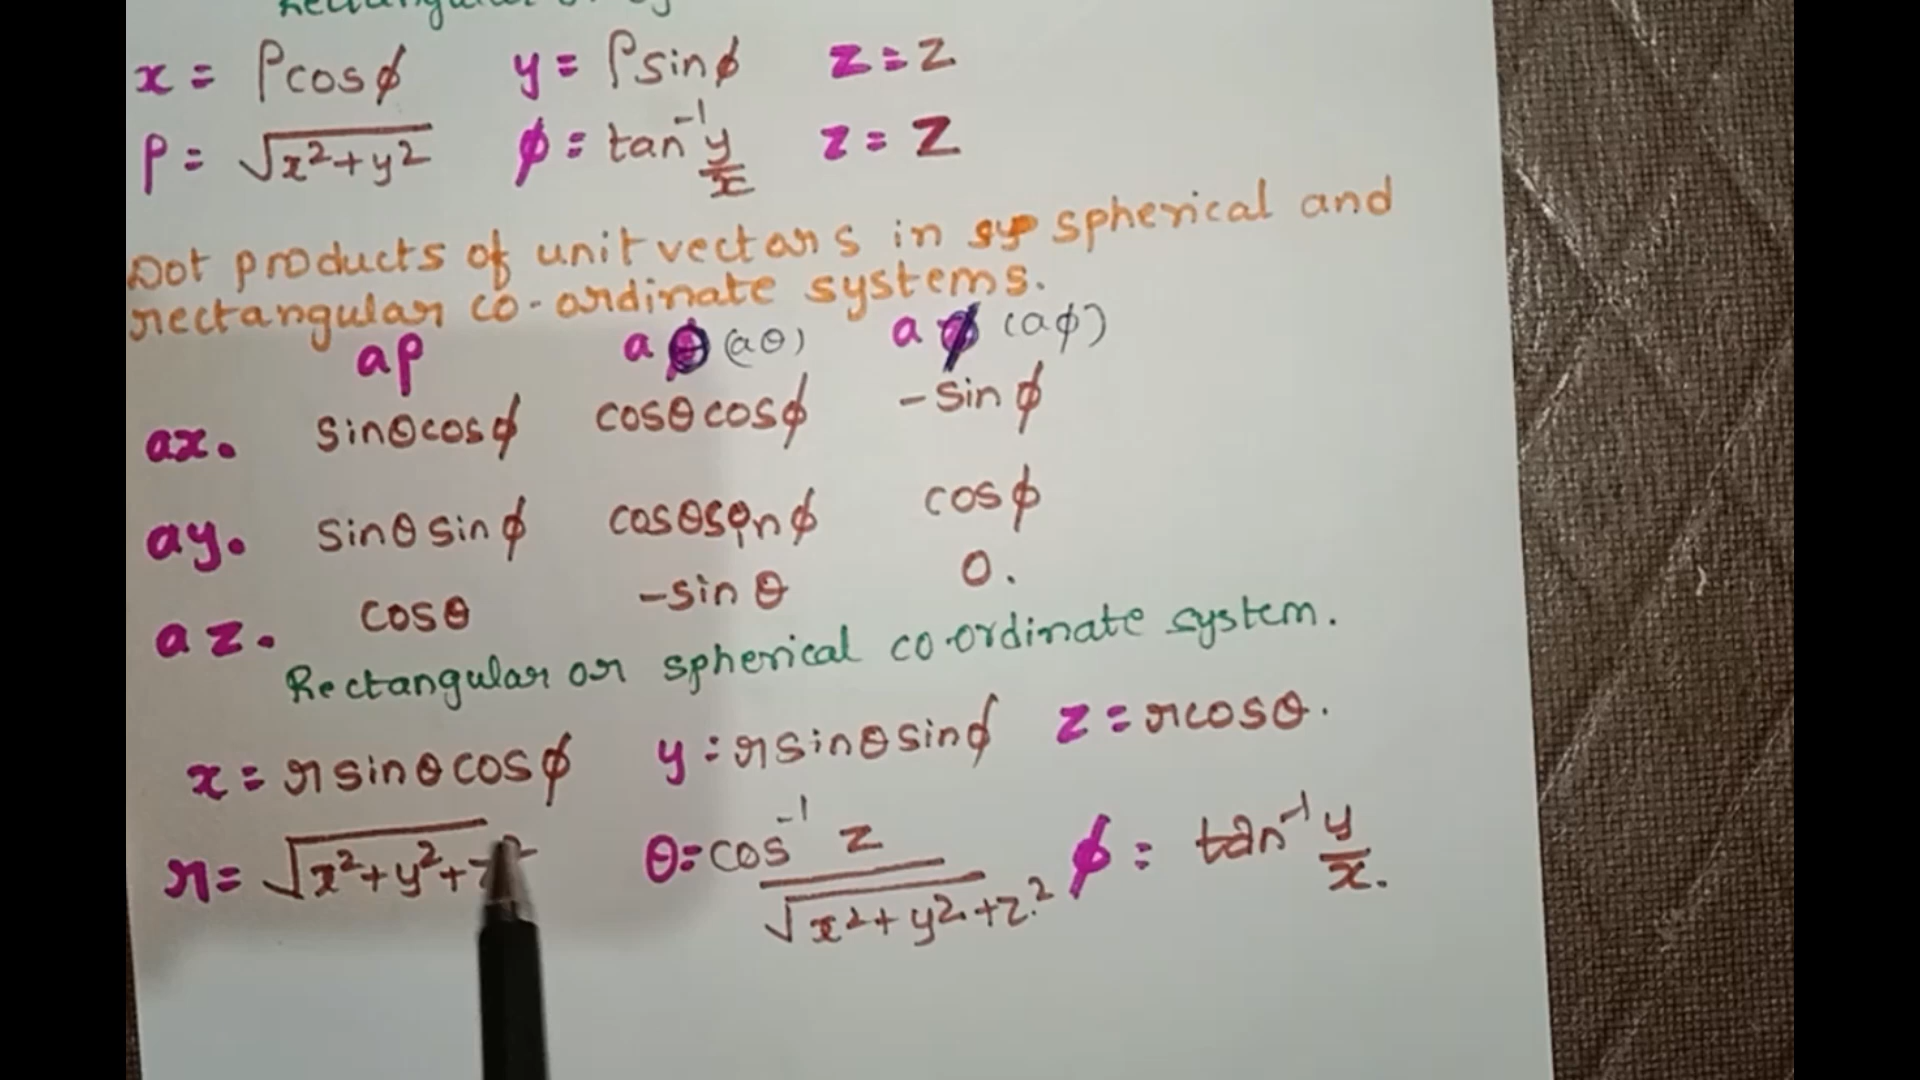 x = ρcosϕ y = ρsinϕ z = z
ρ = √x²+y² ϕ = tan⁻¹ y/x z = z
Dot products of unit vectors in sp spherical and
rectangular co-ordinate systems.
aρ aθ (aθ) aϕ (aϕ)
ax. sinθcosϕ cosθcosϕ -sinϕ
ay. sinθsinϕ cosθsinϕ cosϕ
az. cosθ -sinθ 0.
Rectangular or spherical co-ordinate system.
x = rsinθcosϕ y = rsinθsinϕ z = rcosθ.
r = √x²+y²+z² θ = cos⁻¹ z/√x²+y²+z² ϕ = tan⁻¹ y/x.